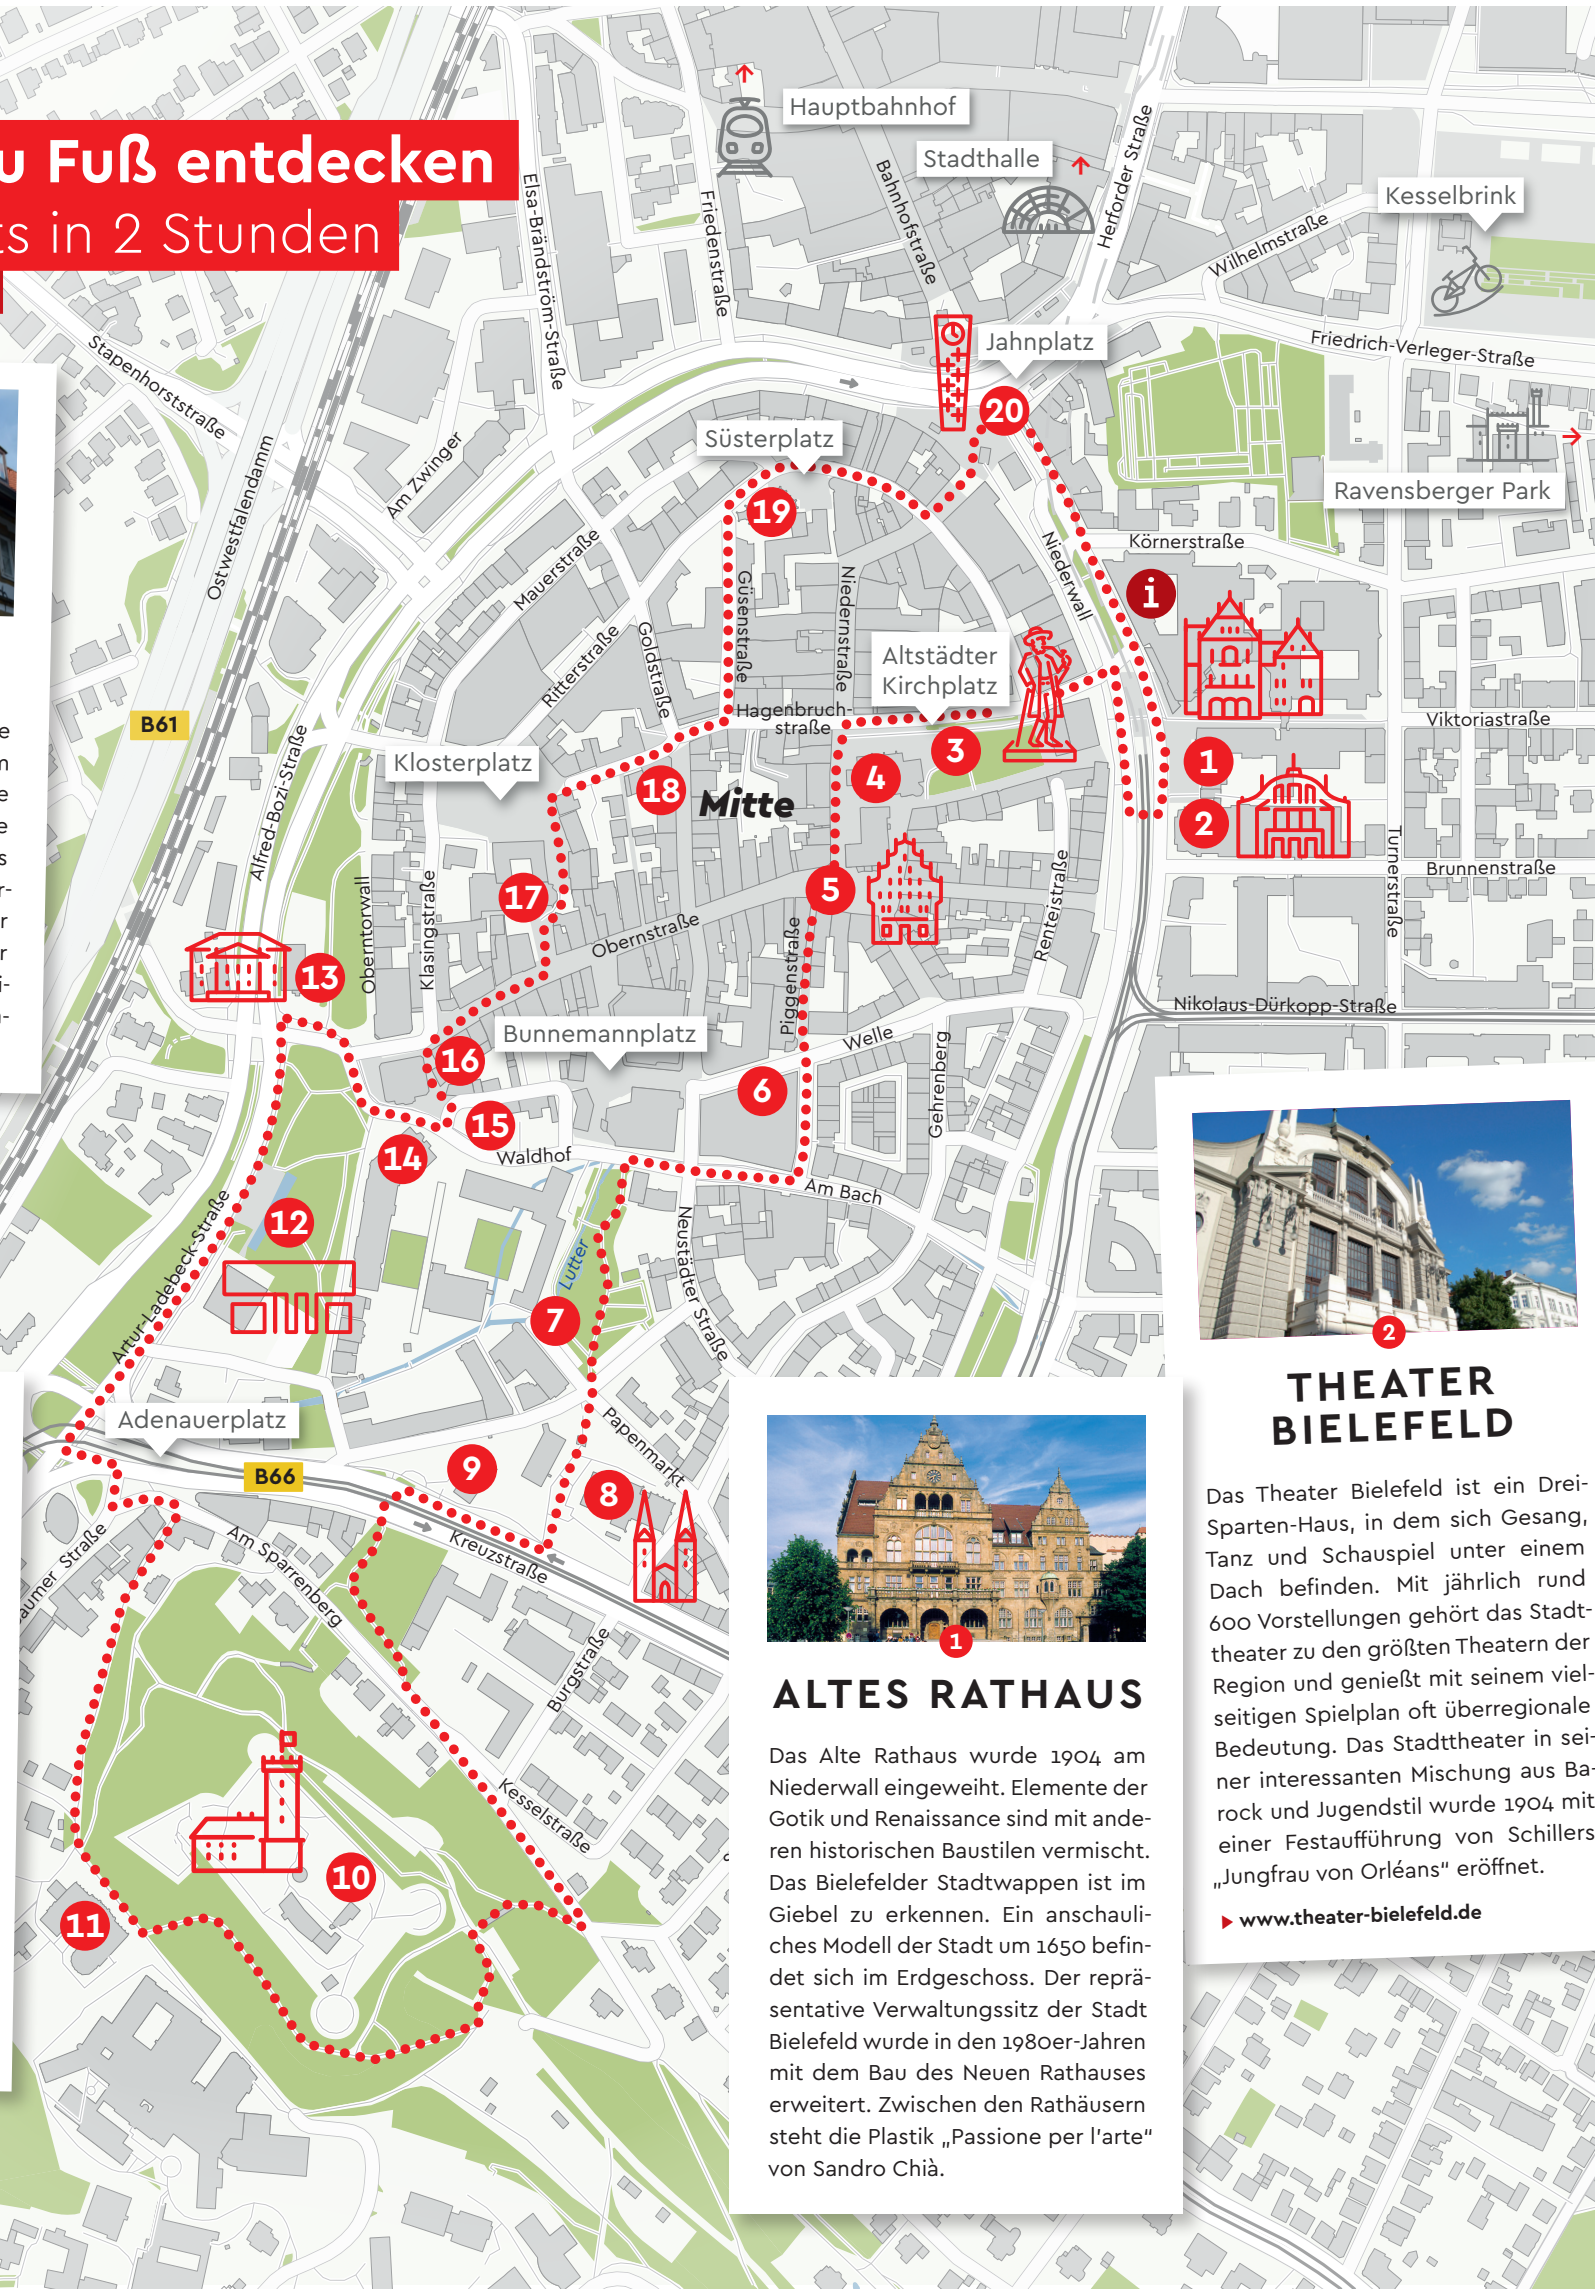 u Fuß entdecken
ts in 2 Stunden
Hauptbahnhof
Stadthalle
Kesselbrink
Herforder Straße
Bahnhofstraße
Friedenstraße
Elsa-Brändström-Straße
Wilhelmstraße
Friedrich-Verleger-Straße
Jahnplatz
20
Stapenhorststraße
Süsterplatz
Am Zwinger
Ostwestfalendamm
Ravensberger Park
19
Körnerstraße
Niederwall
i
Mauerstraße
Güsenstraße
Niedernstraße
Ritterstraße
Goldstraße
Altstädter
Kirchplatz
B61
Hagenbruch-
straße
Viktoriastraße
Alfred-Bozi-Straße
Klosterplatz
3
4
1
18
Mitte
2
Turnerstraße
Brunnenstraße
Oberntorwall
Klasingstraße
17
5
Obernstraße
Piggenstraße
Renteistraße
13
Nikolaus-Dürkopp-Straße
Bunnemannplatz
Welle
Gehrenberg
16
6
15
14
Waldhof
Am Bach
12
Artur-Ladebeck-Straße
Lutter
7
Neustädter Straße
Adenauerplatz
Papenmarkt
B66
9
8
Kreuzstraße
Am Sparrenberg
aumer Straße
Burgstraße
Kesselstraße
10
11
e
m
e
e
s
r-
r
r
i-
-
1
ALTES RATHAUS
Das Alte Rathaus wurde 1904 am
Niederwall eingeweiht. Elemente der
Gotik und Renaissance sind mit ande-
ren historischen Baustilen vermischt.
Das Bielefelder Stadtwappen ist im
Giebel zu erkennen. Ein anschauli-
ches Modell der Stadt um 1650 befin-
det sich im Erdgeschoss. Der reprä-
sentative Verwaltungssitz der Stadt
Bielefeld wurde in den 1980er-Jahren
mit dem Bau des Neuen Rathauses
erweitert. Zwischen den Rathäusern
steht die Plastik „Passione per l'arte"
von Sandro Chià.
2
THEATER
BIELEFELD
Das Theater Bielefeld ist ein Drei-
Sparten-Haus, in dem sich Gesang,
Tanz und Schauspiel unter einem
Dach befinden. Mit jährlich rund
600 Vorstellungen gehört das Stadt-
theater zu den größten Theatern der
Region und genießt mit seinem viel-
seitigen Spielplan oft überregionale
Bedeutung. Das Stadttheater in sei-
ner interessanten Mischung aus Ba-
rock und Jugendstil wurde 1904 mit
einer Festaufführung von Schillers
„Jungfrau von Orléans" eröffnet.
www.theater-bielefeld.de